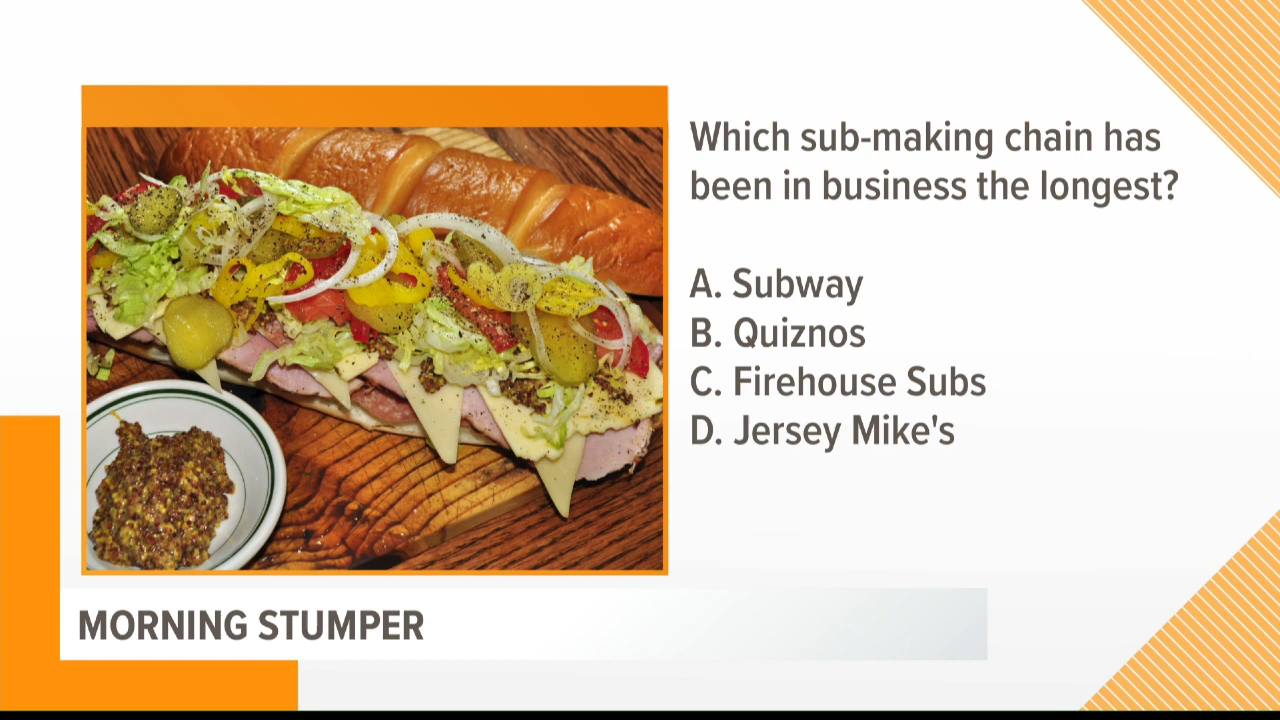 Which sub-making chain has
been in business the longest?
A. Subway
B. Quiznos
C. Firehouse Subs
D. Jersey Mike's
MORNING STUMPER